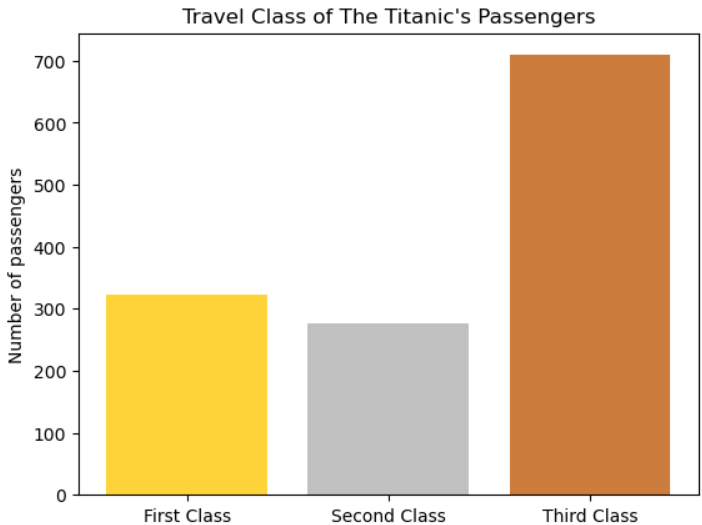 Travel Class of The Titanic's Passengers
Number of passengers
700
600
500
400
300
200
100
0
First Class
Second Class
Third Class